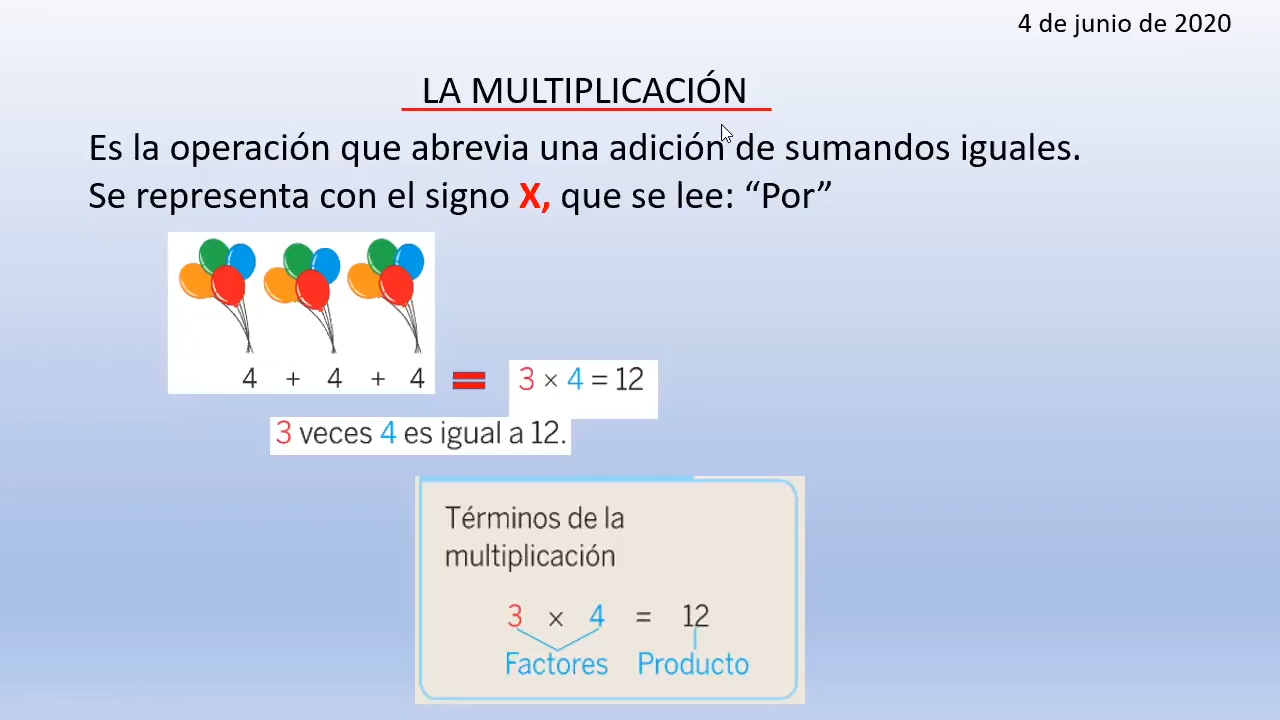 4 de junio de 2020
LA MULTIPLICACIÓN
Es la operación que abrevia una adición de sumandos iguales.
Se representa con el signo X, que se lee: “Por”
4 + 4 + 4 = 3 × 4 = 12
3 veces 4 es igual a 12.
Términos de la
multiplicación
3 × 4 = 12
Factores Producto